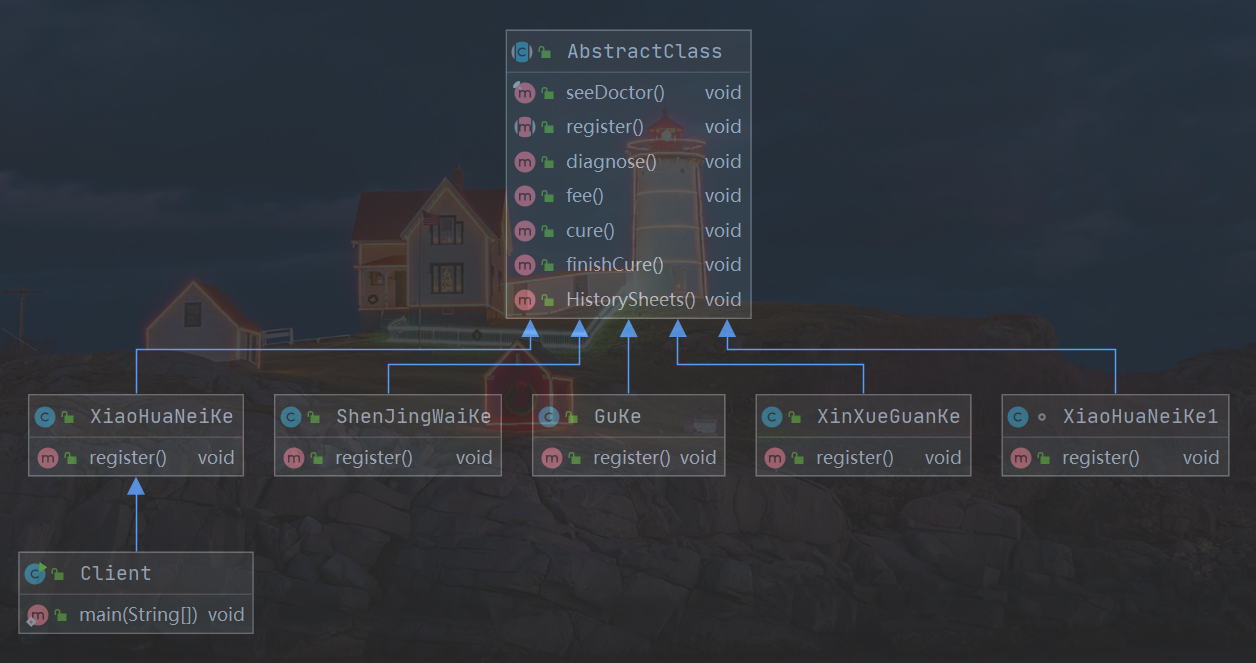 AbstractClass
seeDoctor() void
register() void
diagnose() void
fee() void
cure() void
finishCure() void
HistorySheets() void
XiaoHuaNeiKe
register() void
ShenJingWaiKe
register() void
GuKe
register() void
XinXueGuanKe
register() void
XiaoHuaNeiKe1
register() void
Client
main(String[]) void